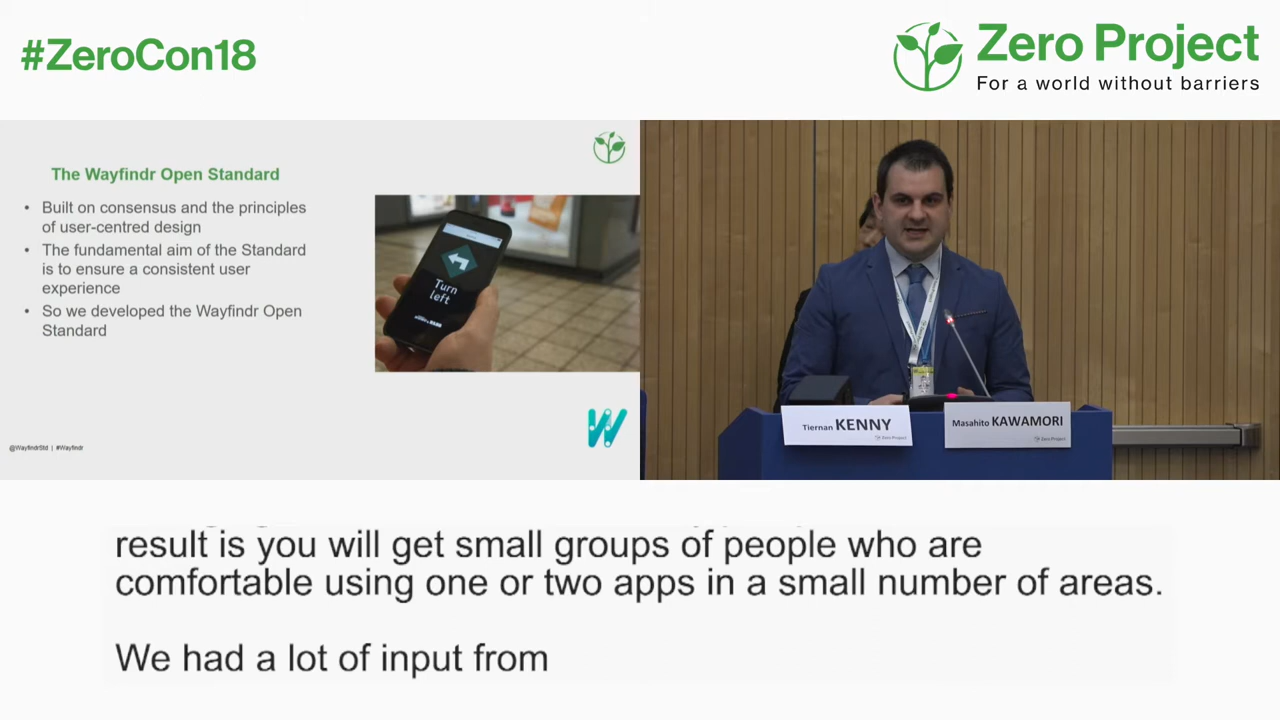 #ZeroCon18
Zero Project
For a world without barriers
The Wayfindr Open Standard
• Built on consensus and the principles
of user-centred design
• The fundamental aim of the Standard
is to ensure a consistent user
experience
• So we developed the Wayfindr Open
Standard
Turn
left
@WayfindrStd | #Wayfindr
Tiernan KENNY
Zero Project
Masahito KAWAMORI
Zero Project
result is you will get small groups of people who are
comfortable using one or two apps in a small number of areas.
We had a lot of input from